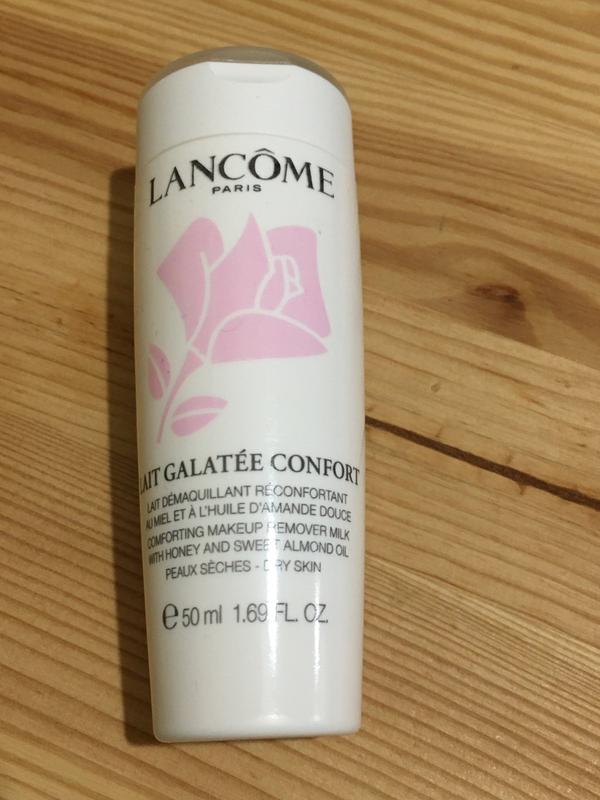 LANCÔME
PARIS
LAIT GALATÉE CONFORT
LAIT DÉMAQUILLANT RÉCONFORTANT
AU MIEL ET À L'HUILE D'AMANDE DOUCE
COMFORTING MAKEUP REMOVER MILK
WITH HONEY AND SWEET ALMOND OIL
PEAUX SÈCHES - DRY SKIN
℮ 50 ml 1.69 FL. OZ.